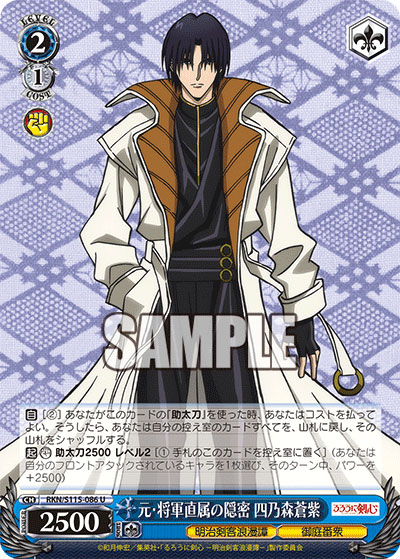 LEVEL
2
1
COST
SAMPLE
自 [②] あなたがこのカードの「助太刀」を使った時、あなたはコストを払って
よい。そうしたら、あなたは自分の控え室のカードすべてを、山札に戻し、その
山札をシャッフルする。
起 助太刀2500 レベル2 [① 手札のこのカードを控え室に置く] (あなた
は自分のフロントアタックされているキャラを1枚選び、そのターン中、パワーを
+2500)
CH RKN/S115-086 U
2500
元・将軍直属の隠密 四乃森蒼紫
るろうに剣心
明治剣客浪漫譚
御庭番衆
©和月伸宏/集英社・「るろうに剣心 -明治剣客浪漫譚-」製作委員会